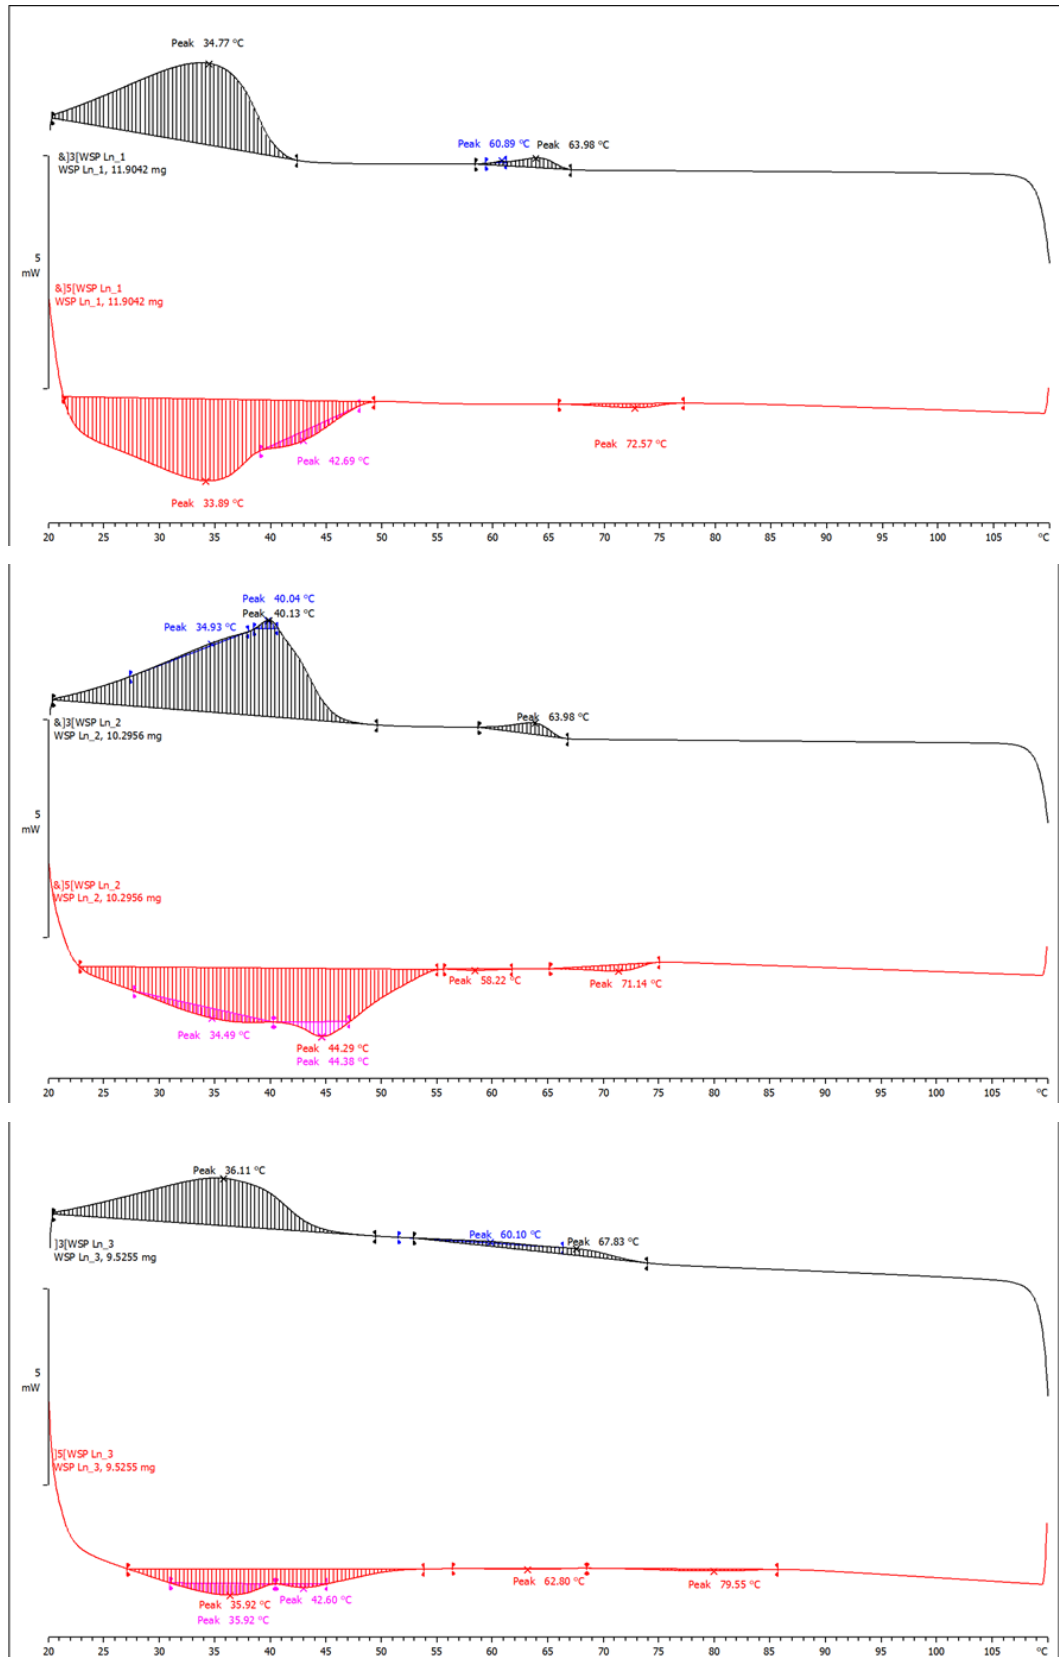 Peak 34.77 °C
Peak 60.89 °C
Peak 63.98 °C
&]3[WSP Ln_1
WSP Ln_1, 11.9042 mg
5
mW
&]5[WSP Ln_1
WSP Ln_1, 11.9042 mg
Peak 72.57 °C
Peak 42.69 °C
Peak 33.89 °C
20 25 30 35 40 45 50 55 60 65 70 75 80 85 90 95 100 105 °C
Peak 40.04 °C
Peak 40.13 °C
Peak 34.93 °C
Peak 63.98 °C
&]3[WSP Ln_2
WSP Ln_2, 10.2956 mg
5
mW
&]5[WSP Ln_2
WSP Ln_2, 10.2956 mg
Peak 58.22 °C
Peak 71.14 °C
Peak 34.49 °C
Peak 44.29 °C
Peak 44.38 °C
20 25 30 35 40 45 50 55 60 65 70 75 80 85 90 95 100 105 °C
Peak 36.11 °C
Peak 60.10 °C
Peak 67.83 °C
]3[WSP Ln_3
WSP Ln_3, 9.5255 mg
5
mW
]5[WSP Ln_3
WSP Ln_3, 9.5255 mg
Peak 62.80 °C
Peak 79.55 °C
Peak 42.60 °C
Peak 35.92 °C
Peak 35.92 °C
20 25 30 35 40 45 50 55 60 65 70 75 80 85 90 95 100 105 °C